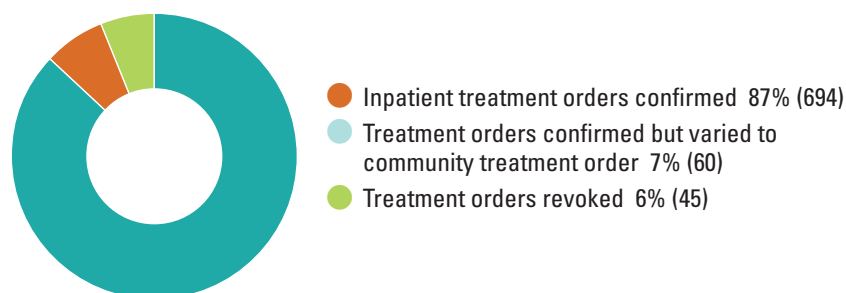 Inpatient treatment orders confirmed 87% (694)
Treatment orders confirmed but varied to
community treatment order 7% (60)
Treatment orders revoked 6% (45)